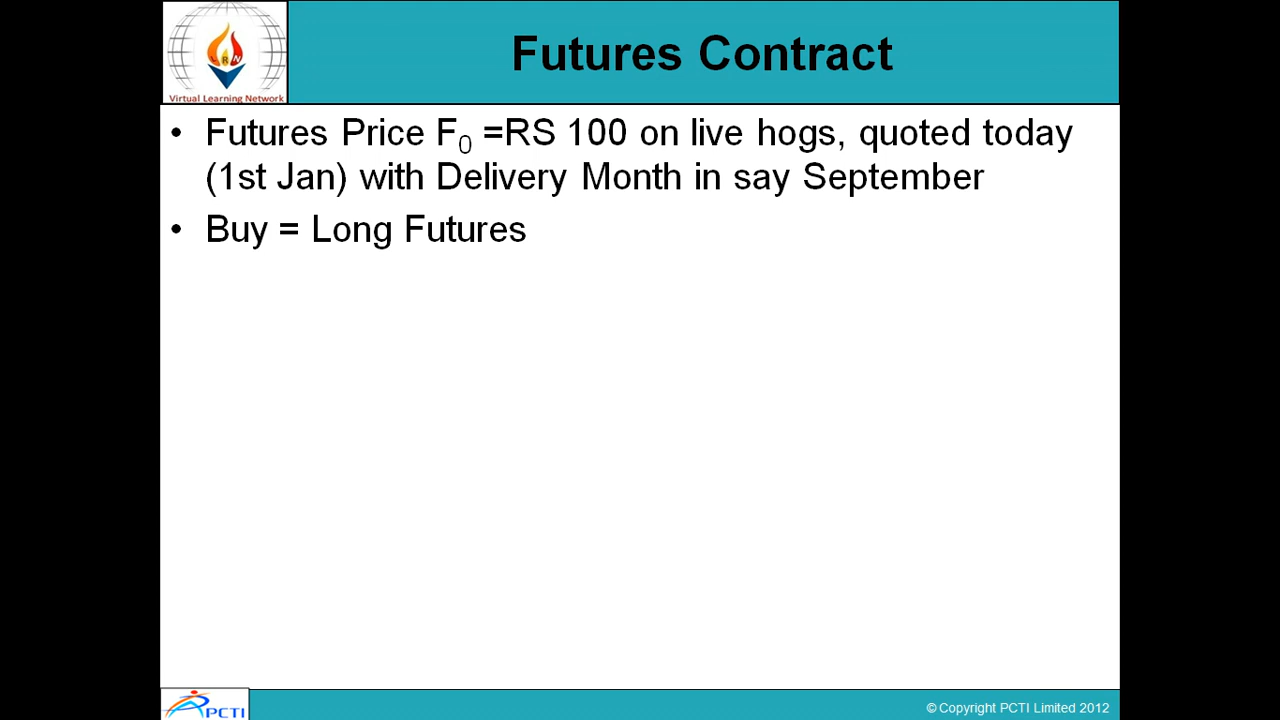 Futures Contract
LRN
Virtual Learning Network
• Futures Price F₀ =RS 100 on live hogs, quoted today
(1st Jan) with Delivery Month in say September
• Buy = Long Futures
PCTI
© Copyright PCTI Limited 2012